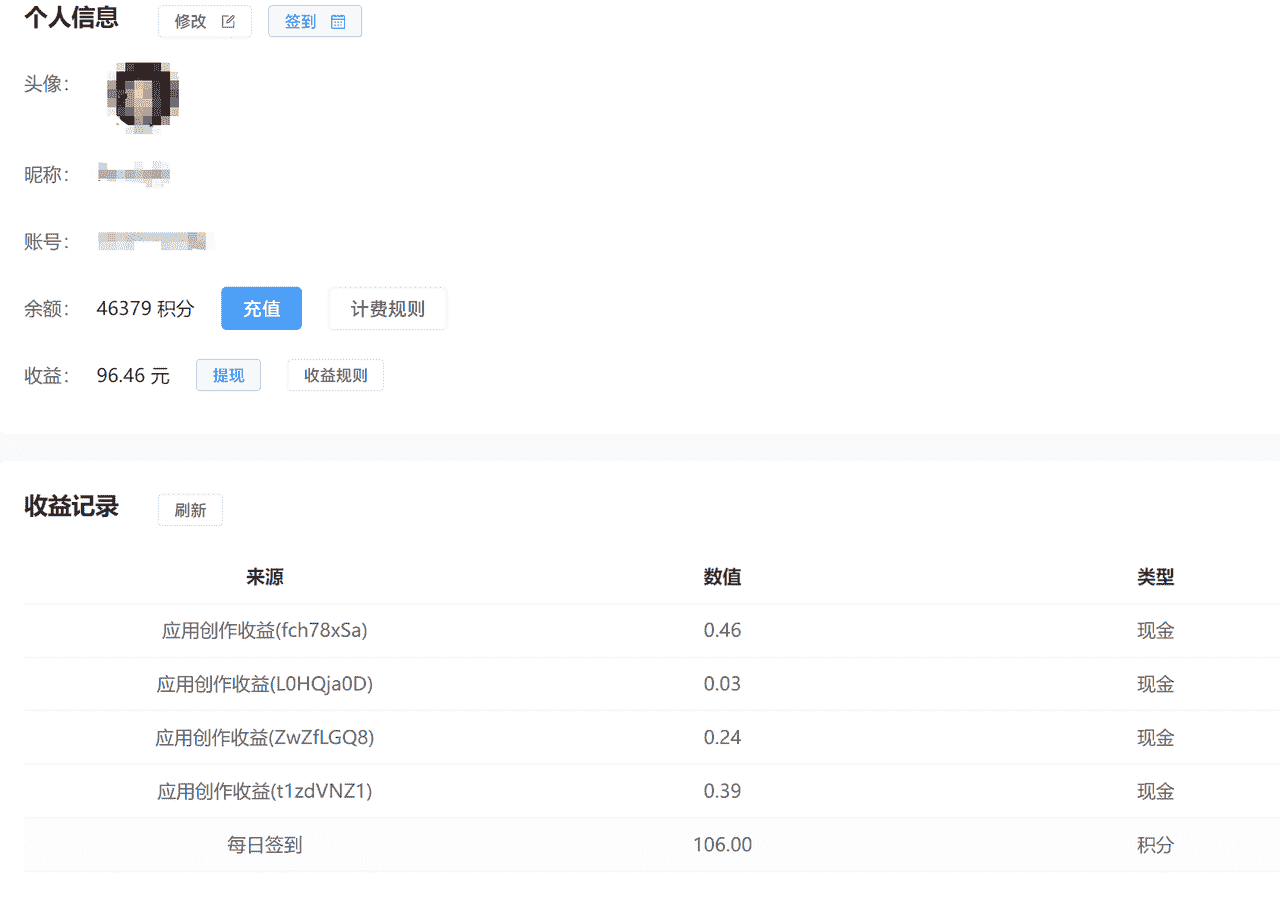 个人信息 修改 签到
头像：
昵称：
账号：
余额： 46379 积分 充值 计费规则
收益： 96.46 元 提现 收益规则
收益记录 刷新
来源 数值 类型
应用创作收益(fch78xSa) 0.46 现金
应用创作收益(L0HQja0D) 0.03 现金
应用创作收益(ZwZfLGQ8) 0.24 现金
应用创作收益(t1zdVNZ1) 0.39 现金
每日签到 106.00 积分